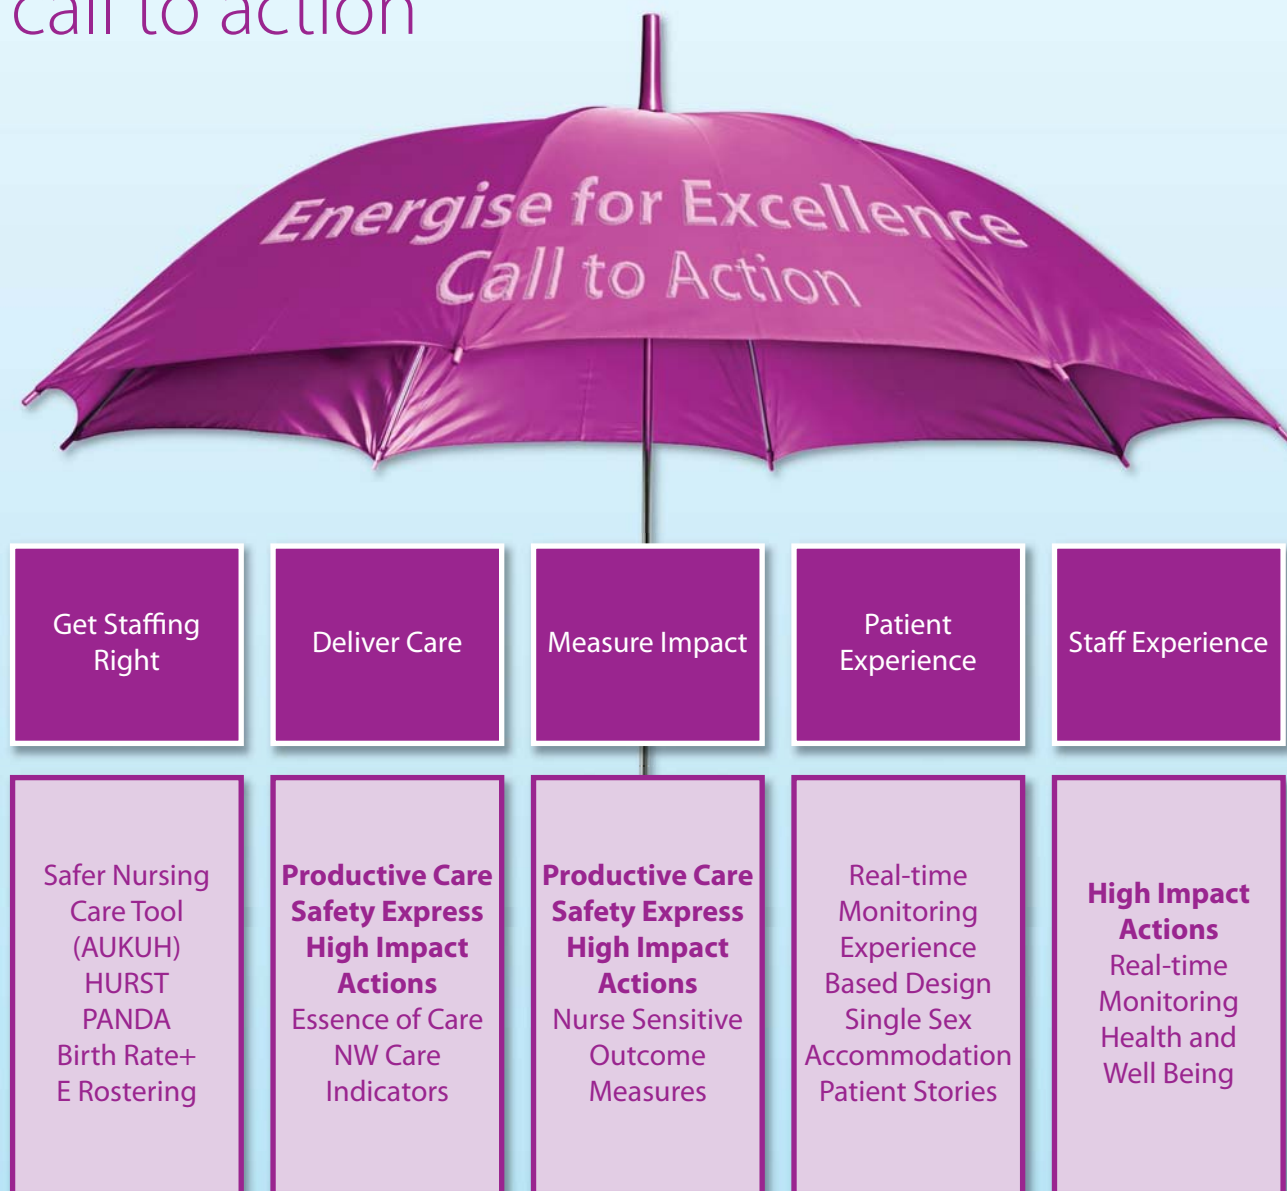 call to action
Energise for Excellence
Call to Action
Get Staffing
Right
Deliver Care
Measure Impact
Patient
Experience
Staff Experience
Safer Nursing
Care Tool
(AUKUH)
HURST
PANDA
Birth Rate+
E Rostering
Productive Care
Safety Express
High Impact
Actions
Essence of Care
NW Care
Indicators
Productive Care
Safety Express
High Impact
Actions
Nurse Sensitive
Outcome
Measures
Real-time
Monitoring
Experience
Based Design
Single Sex
Accommodation
Patient Stories
High Impact
Actions
Real-time
Monitoring
Health and
Well Being